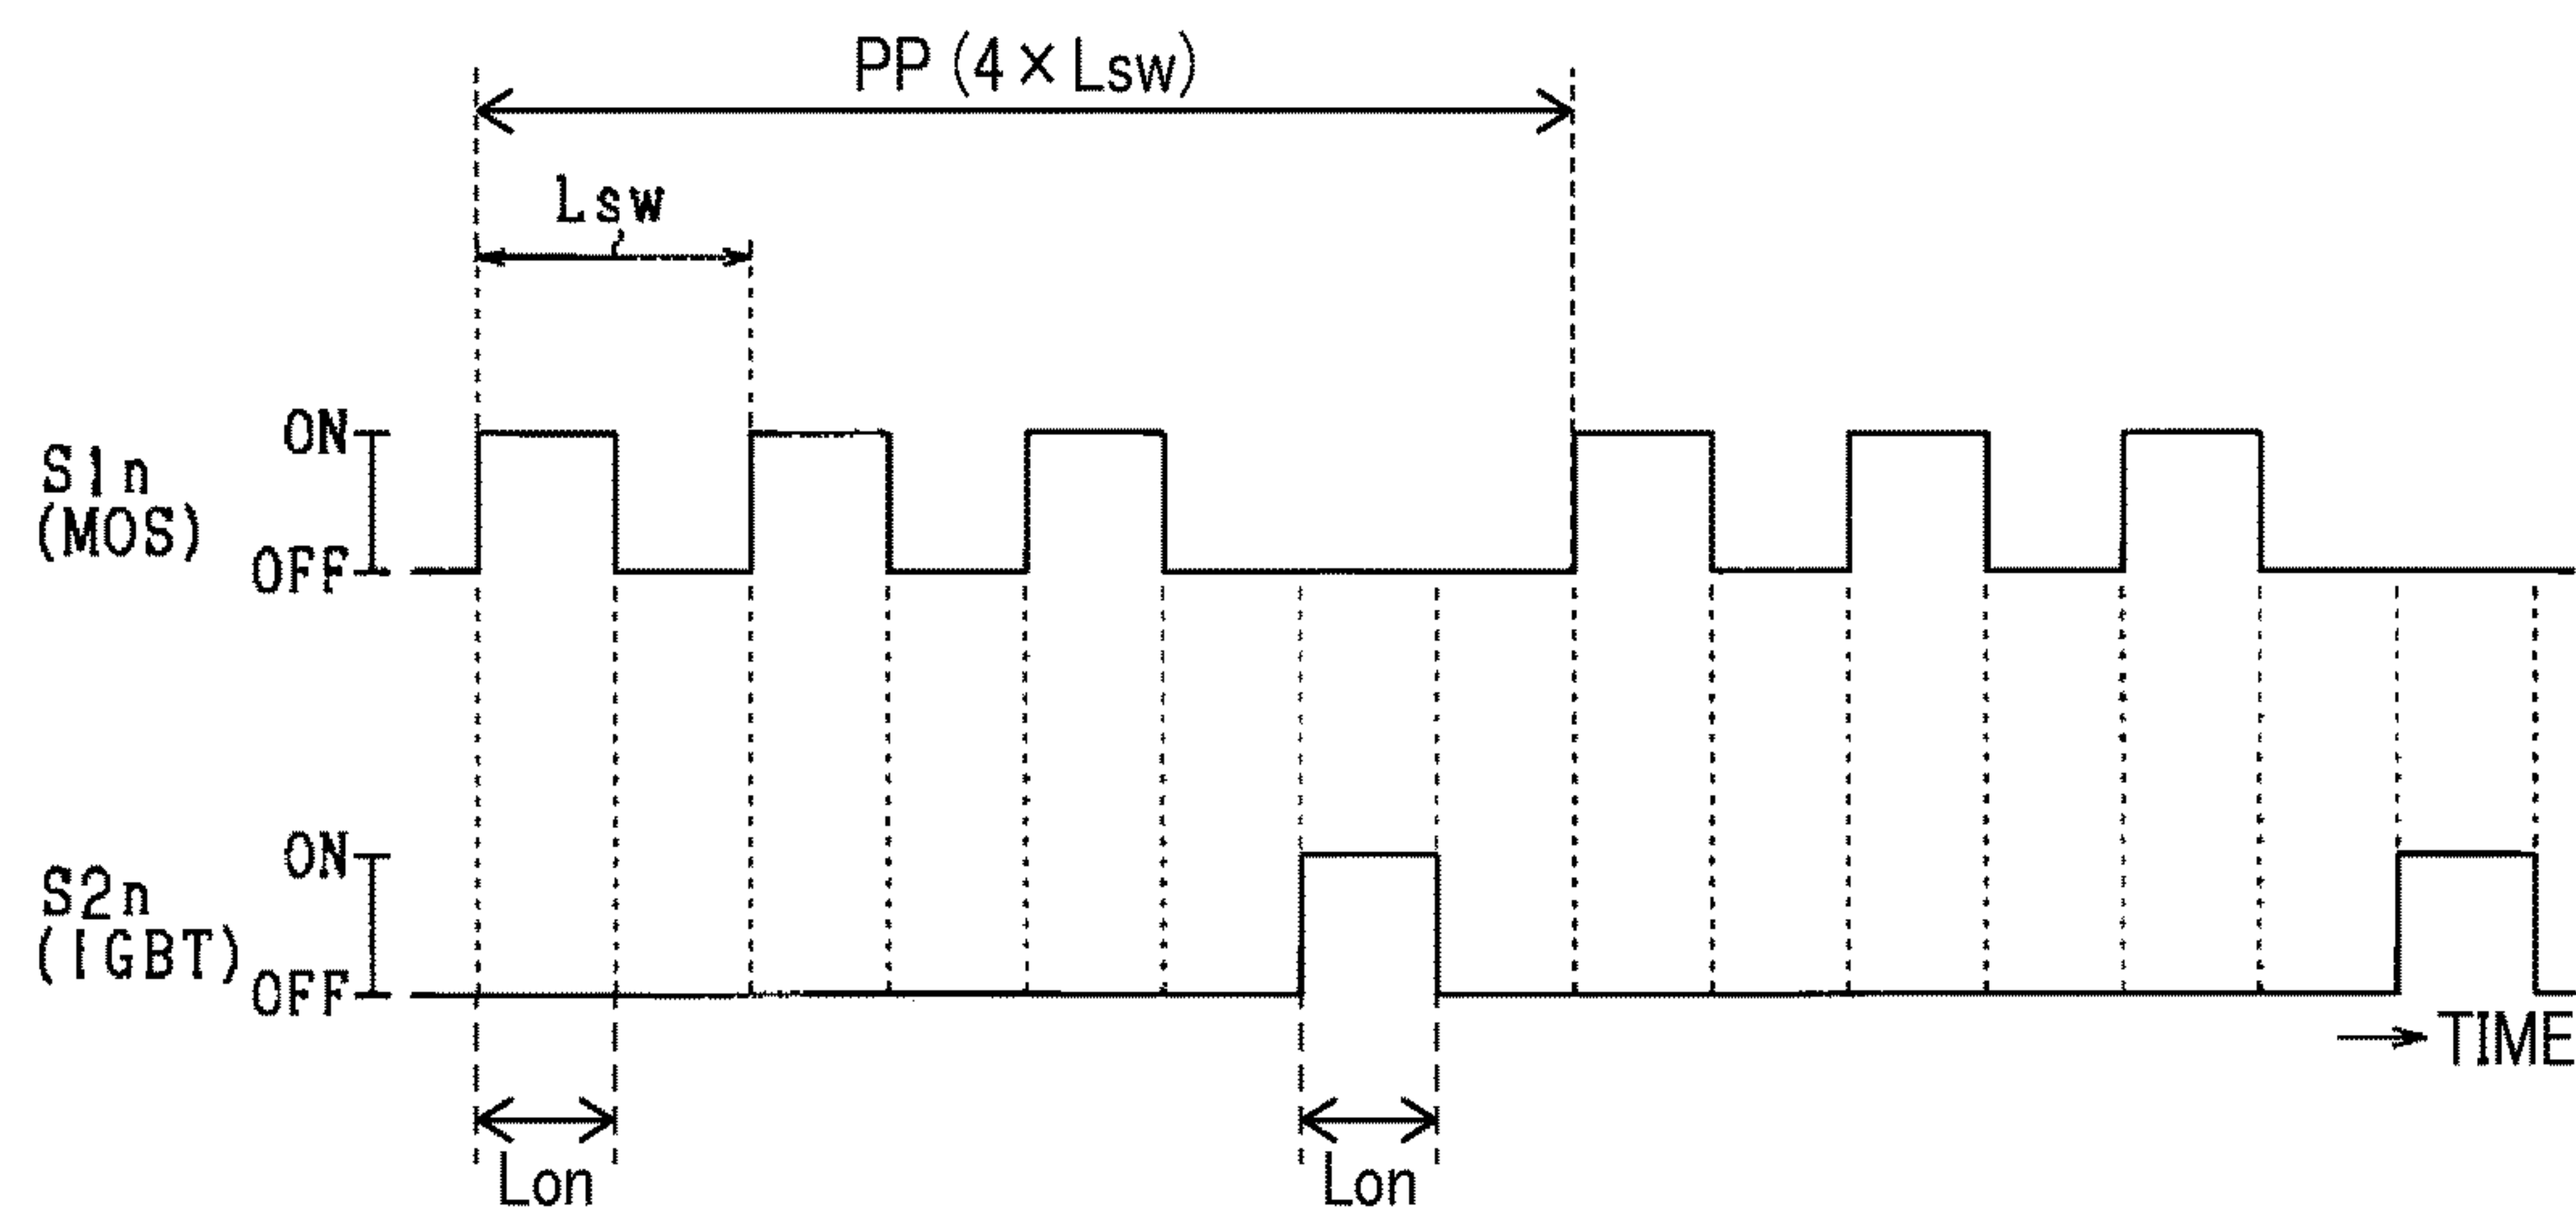 PP (4×Lsw)
Lsw
ON
S1n
(MOS)
OFF
ON
S2n
(IGBT)
OFF
TIME
Lon
Lon